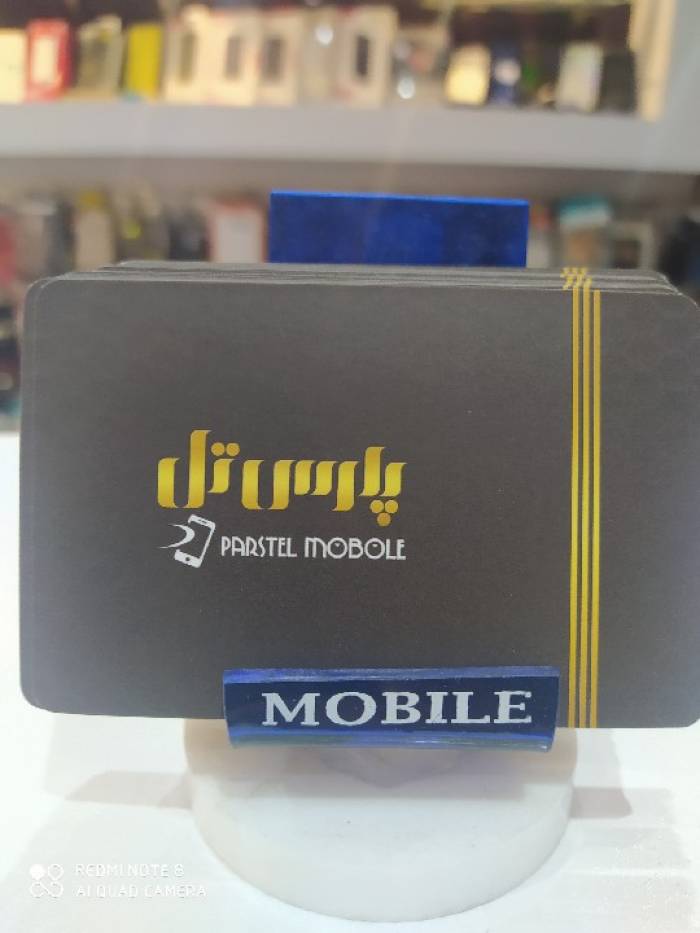 پارس تل
PARSTEL MOBOLE
MOBILE
REDMI NOTE 8
AI QUAD CAMERA